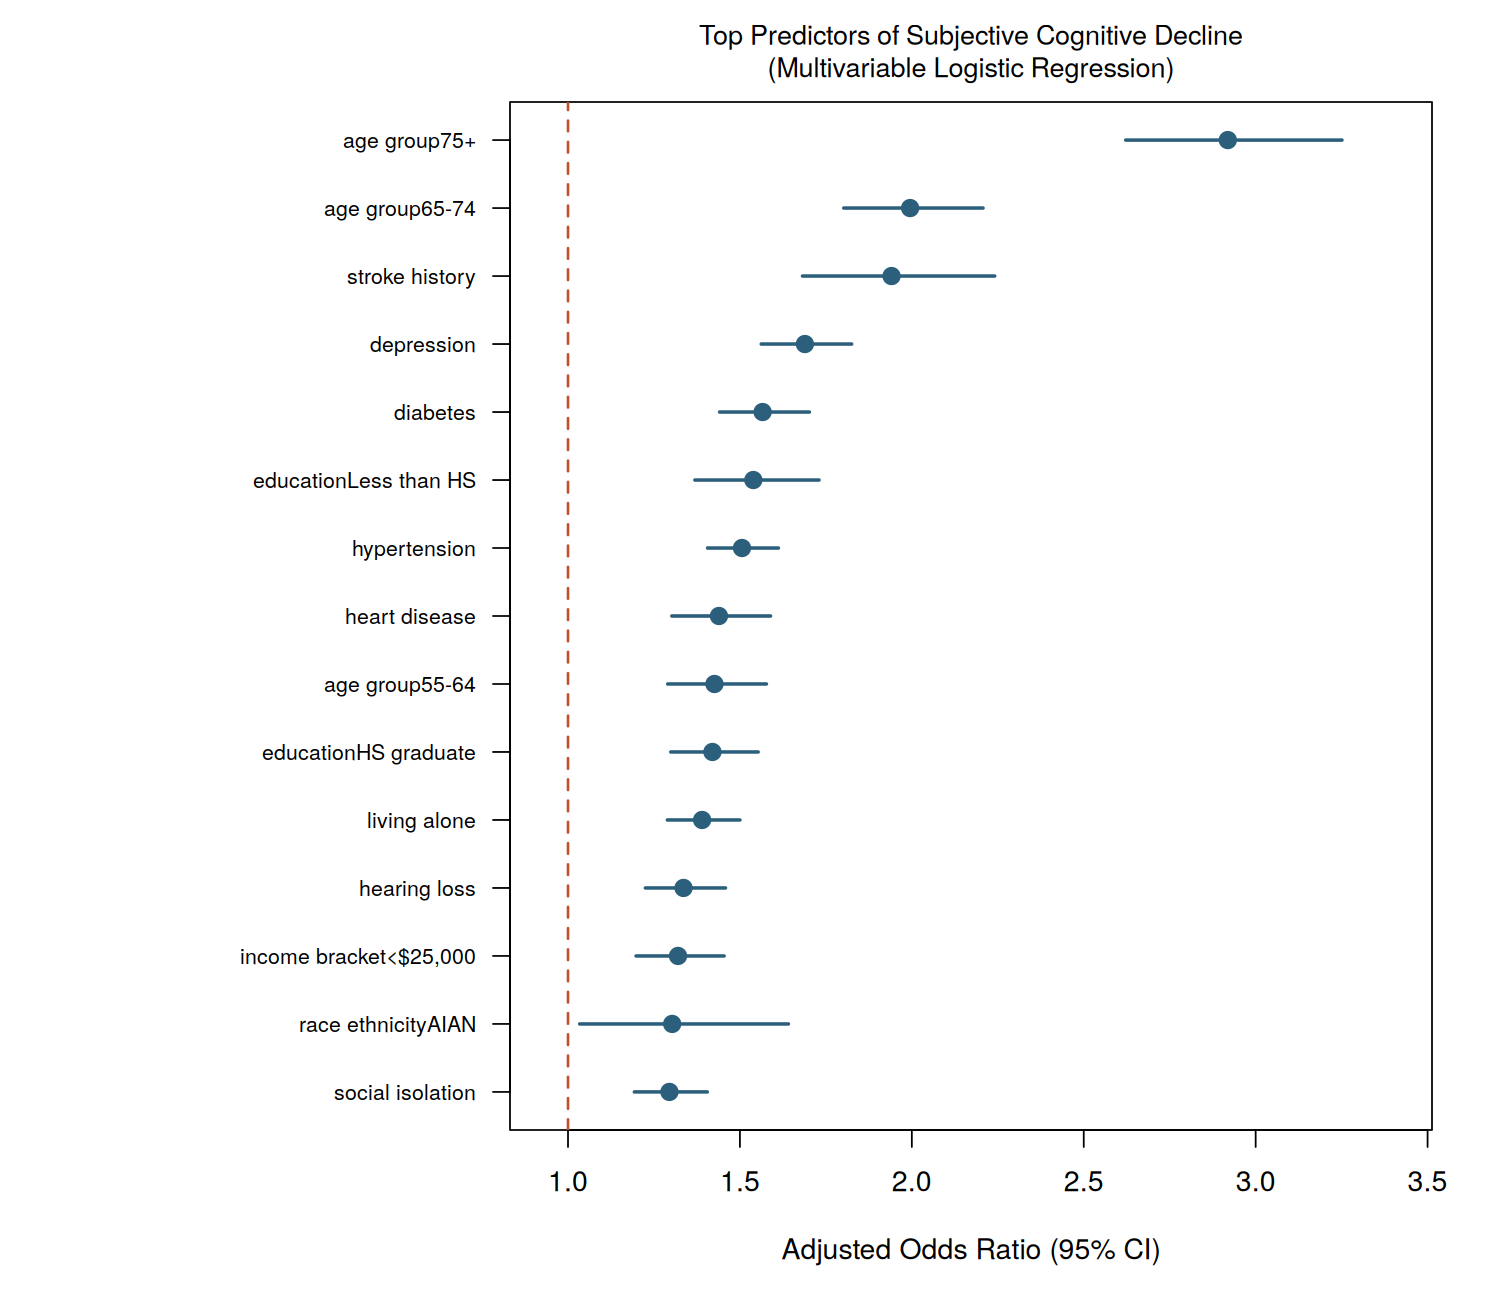 Top Predictors of Subjective Cognitive Decline
(Multivariable Logistic Regression)
age group75+
age group65-74
stroke history
depression
diabetes
educationLess than HS
hypertension
heart disease
age group55-64
educationHS graduate
living alone
hearing loss
income bracket<$25,000
race ethnicityAIAN
social isolation
1.0 1.5 2.0 2.5 3.0 3.5
Adjusted Odds Ratio (95% CI)